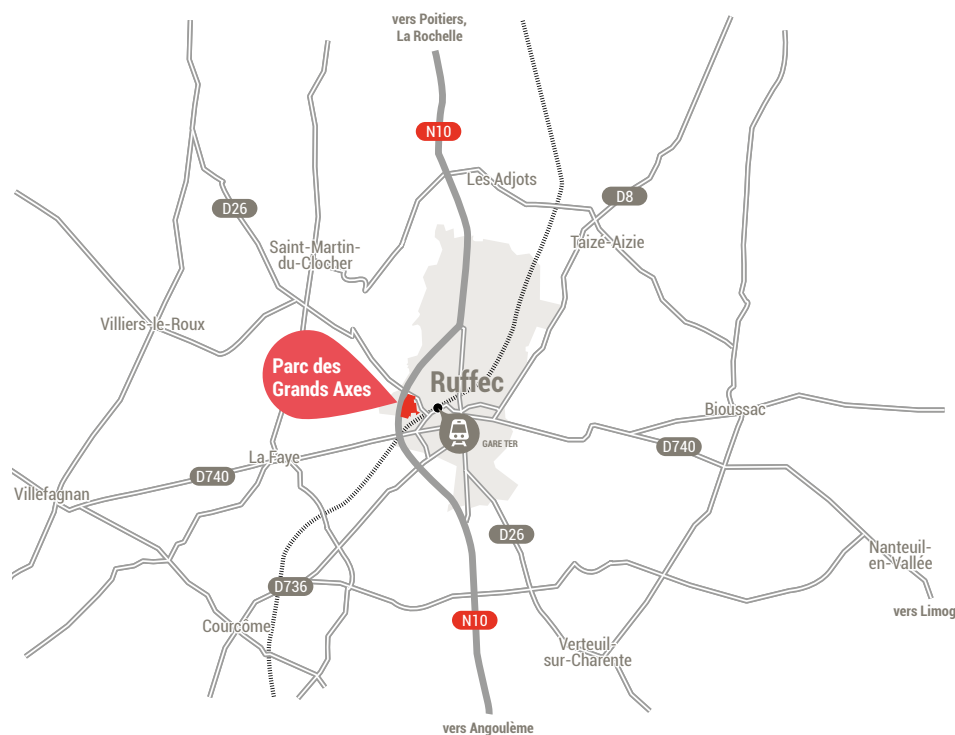 vers Poitiers,
La Rochelle
N10
Les Adjots
D8
D26
Taizé-Aizie
Saint-Martin-
du-Clocher
Villiers-le-Roux
Parc des
Grands Axes
Ruffec
Bioussac
GARE TER
D740
La Faye
D740
Villefagnan
D26
Nanteuil-
en-Vallée
D736
vers Limog
N10
Courcôme
Verteuil-
sur-Charente
vers Angoulème